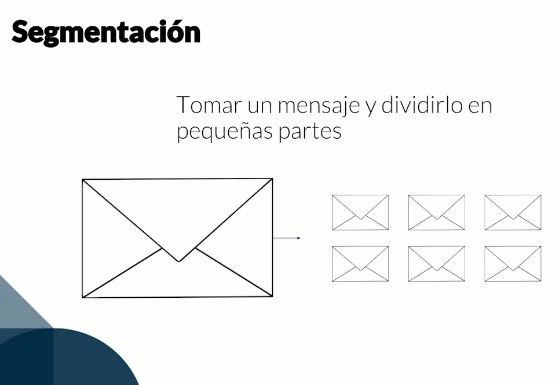 Segmentación
Tomar un mensaje y dividirlo en
pequeñas partes